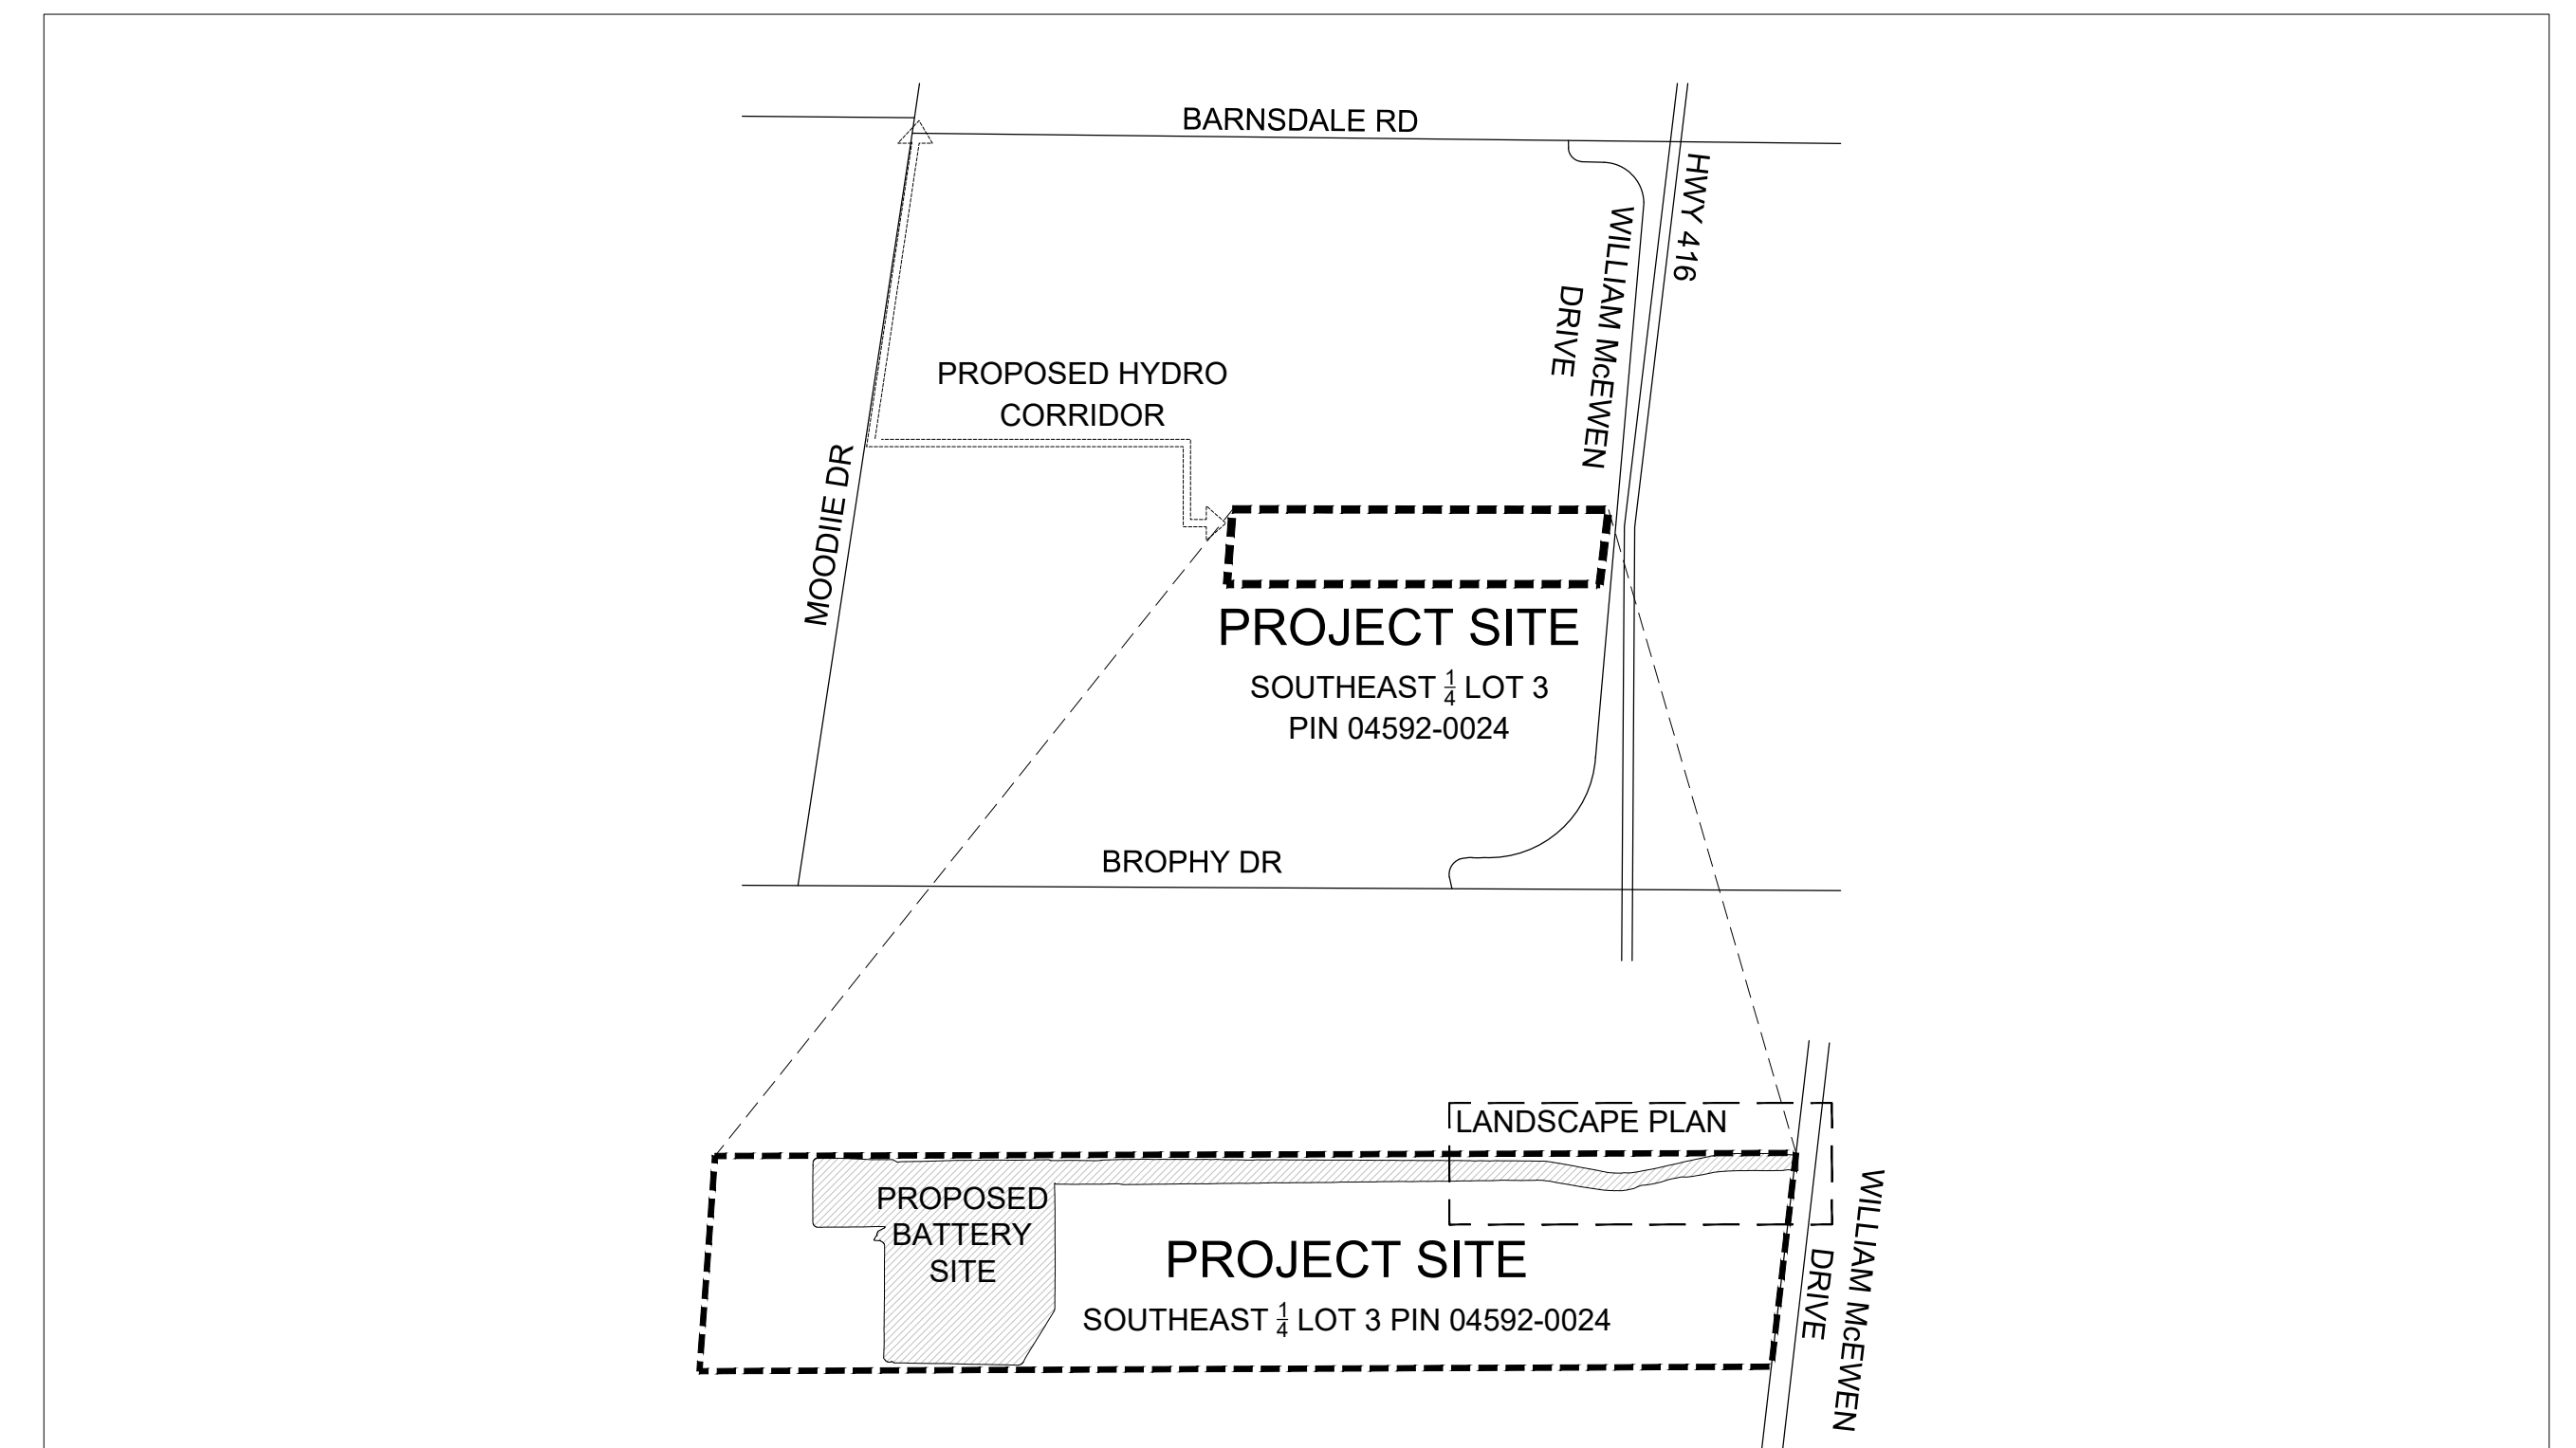 BARNSDALE RD
HWY 416
WILLIAM McEWEN
DRIVE
PROPOSED HYDRO
CORRIDOR
MOODIE DR
PROJECT SITE
SOUTHEAST 1/4 LOT 3
PIN 04592-0024
BROPHY DR
LANDSCAPE PLAN
PROPOSED
BATTERY
SITE
PROJECT SITE
SOUTHEAST 1/4 LOT 3 PIN 04592-0024
WILLIAM McEWEN
DRIVE